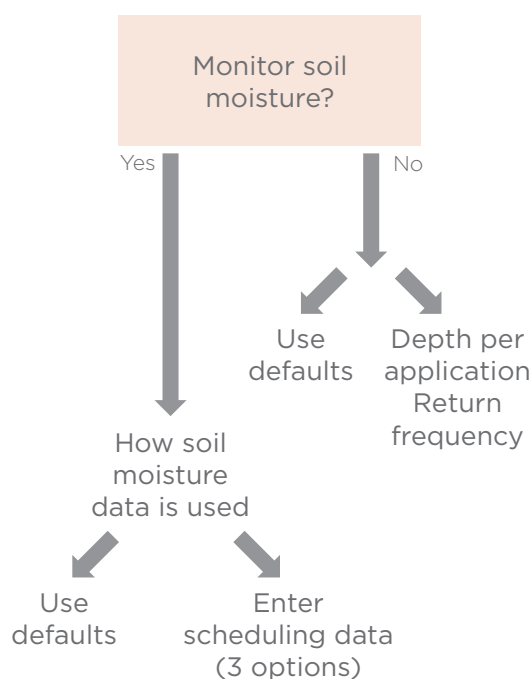 Monitor soil
moisture?
Yes
No
Use
defaults
Depth per
application
Return
frequency
How soil
moisture
data is used
Use
defaults
Enter
scheduling data
(3 options)